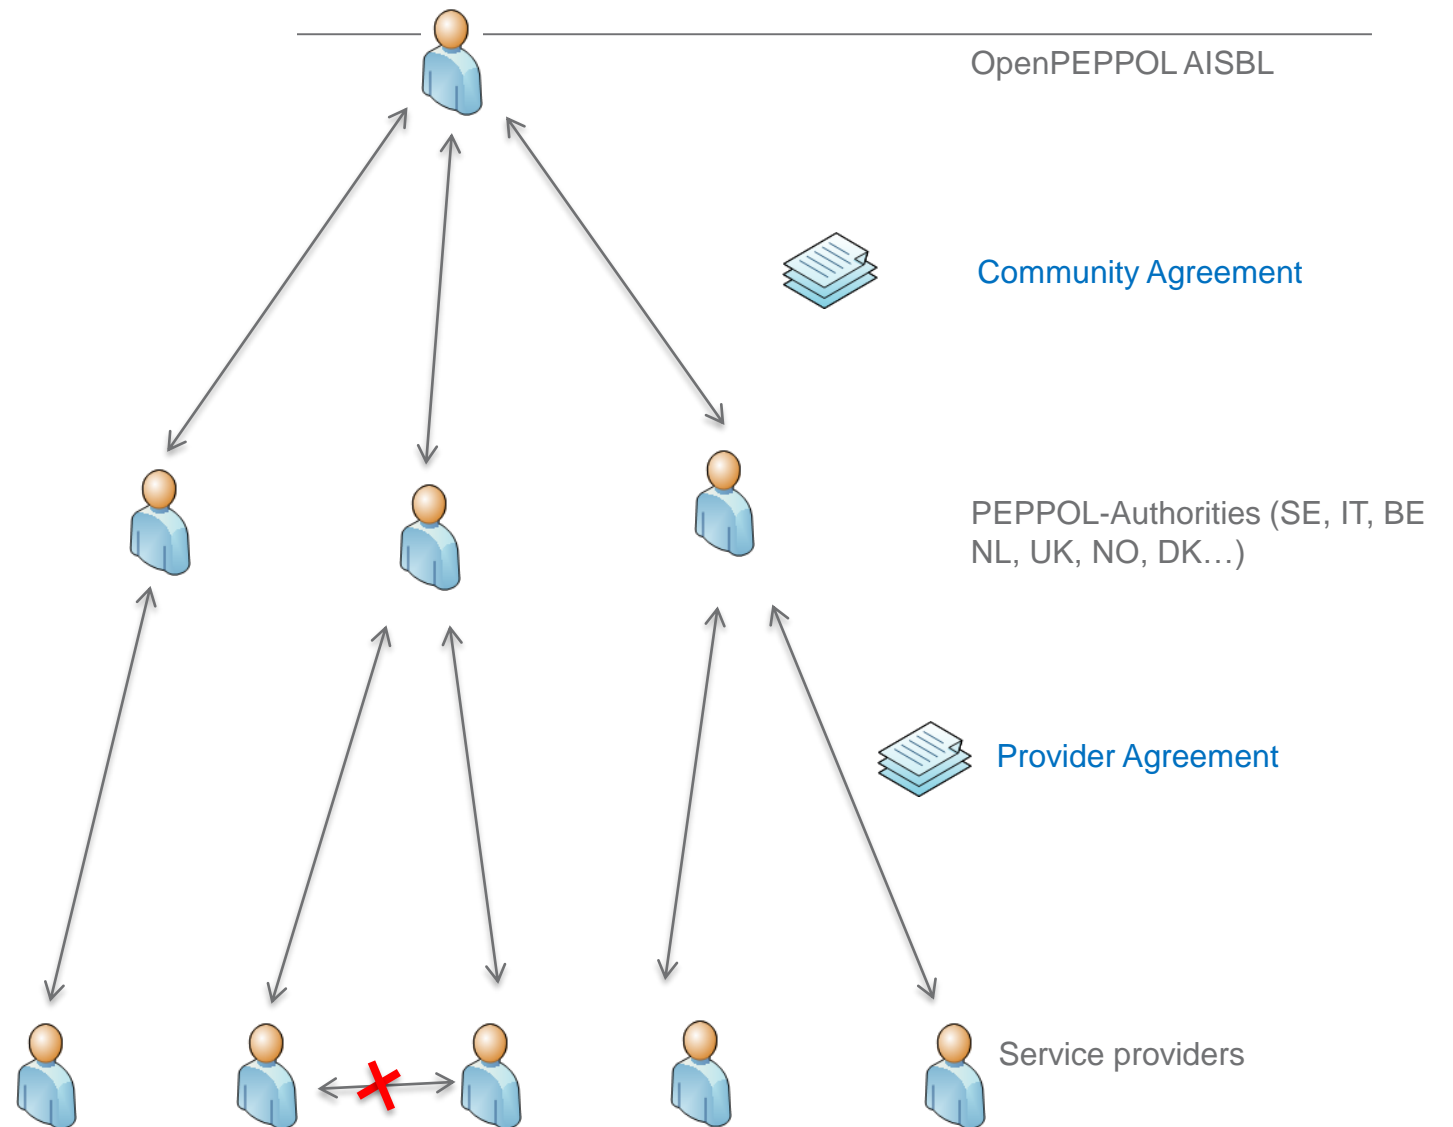 OpenPEPPOL AISBL
Community Agreement
PEPPOL-Authorities (SE, IT, BE
NL, UK, NO, DK…)
Provider Agreement
Service providers